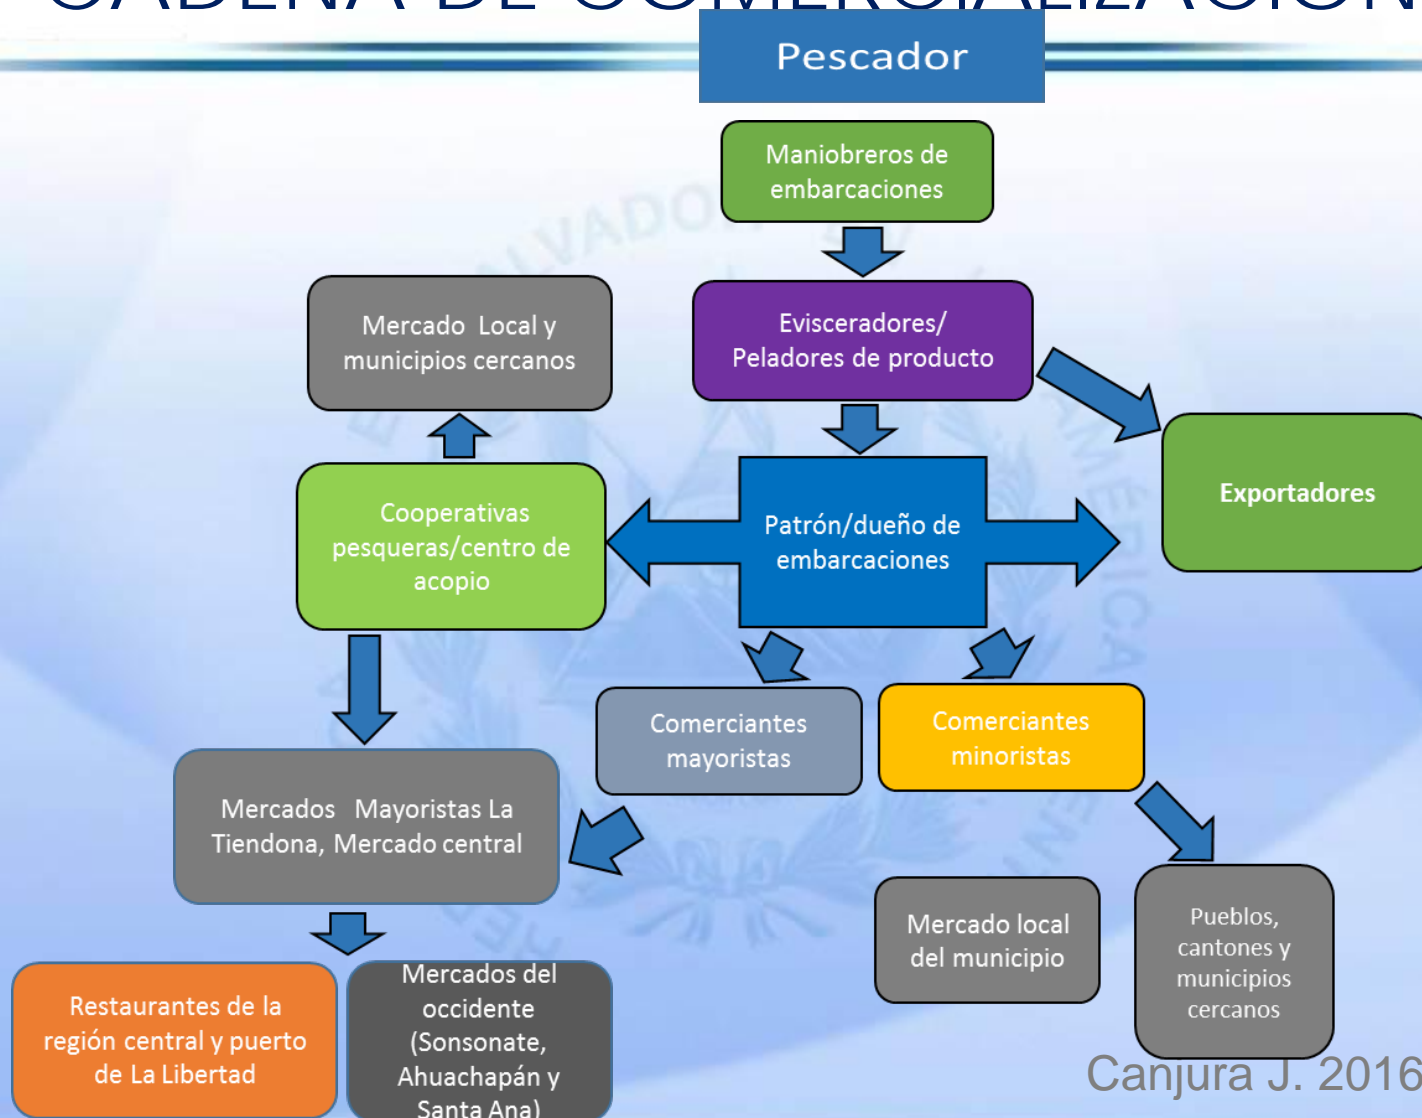 CADENA DE COMERCIALIZACIÓN
Pescador
Maniobreros de
embarcaciones
Mercado Local y
municipios cercanos
Evisceradores/
Peladores de producto
Exportadores
Cooperativas
pesqueras/centro de
acopio
Patrón/dueño de
embarcaciones
Comerciantes
mayoristas
Comerciantes
minoristas
Mercados Mayoristas La
Tiendona, Mercado central
Mercado local
del municipio
Pueblos,
cantones y
municipios
cercanos
Restaurantes de la
región central y puerto
de La Libertad
Mercados del
occidente
(Sonsonate,
Ahuachapán y
Santa Ana)
Canjura J. 2016